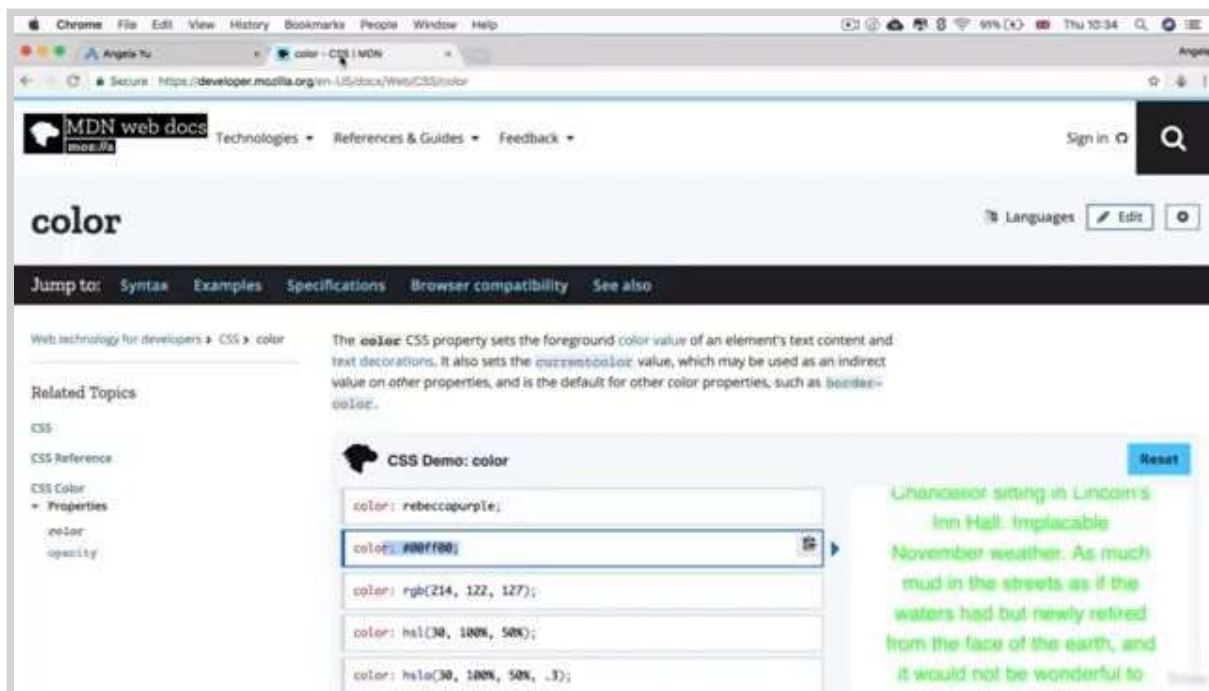 Chrome File Edit View History Bookmarks People Window Help
Thu 10:34
Angela Yu
color - CSS | MDN
Angela
Secure https://developer.mozilla.org/en-US/docs/Web/CSS/color
MDN web docs
moz://a
Technologies References & Guides Feedback
Sign in
color
Languages Edit
Jump to: Syntax Examples Specifications Browser compatibility See also
Web technology for developers CSS color
The color CSS property sets the foreground color value of an element's text content and
text decorations. It also sets the currentcolor value, which may be used as an indirect
value on other properties, and is the default for other color properties, such as border-
color.
Related Topics
CSS
CSS Reference
CSS Color
Properties
color
opacity
CSS Demo: color
Reset
color: rebeccapurple;
color: #00ff00;
color: rgb(214, 122, 127);
color: hsl(30, 100%, 50%);
color: hsla(30, 100%, 50%, .3);
Chancellor sitting in Lincoln's
Inn Hall. Implacable
November weather. As much
mud in the streets as if the
waters had but newly retired
from the face of the earth, and
it would not be wonderful to